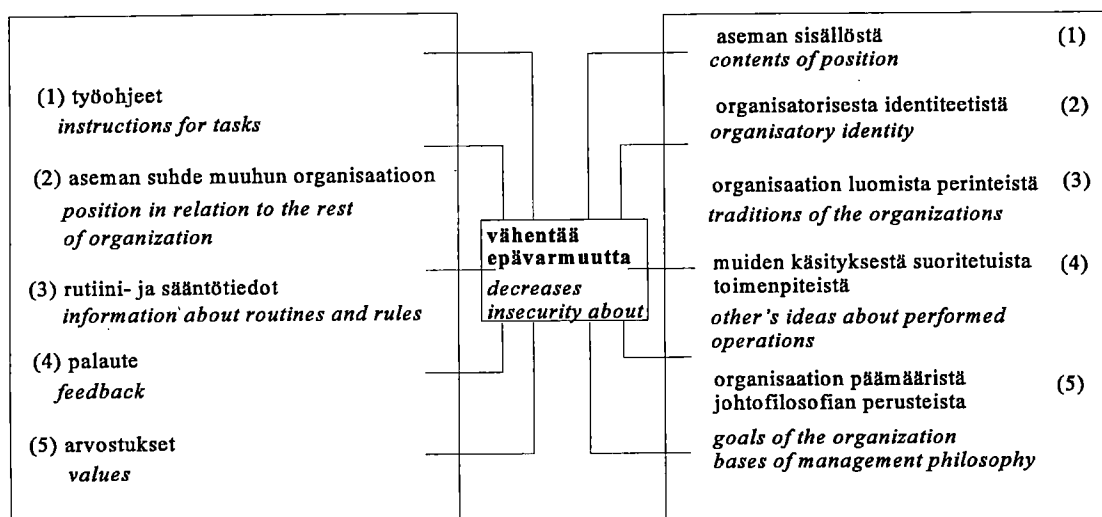 (1) työohjeet
instructions for tasks
(2) aseman suhde muuhun organisaatioon
position in relation to the rest
of organization
(3) rutiini- ja sääntötiedot
information about routines and rules
(4) palaute
feedback
(5) arvostukset
values
vähentää
epävarmuutta
decreases
insecurity about
aseman sisällöstä (1)
contents of position
organisatorisesta identiteetistä (2)
organisatory identity
organisaation luomista perinteistä (3)
traditions of the organizations
muiden käsityksestä suoritetuista (4)
toimenpiteistä
other's ideas about performed
operations
organisaation päämääristä (5)
johtofilosofian perusteista
goals of the organization
bases of management philosophy